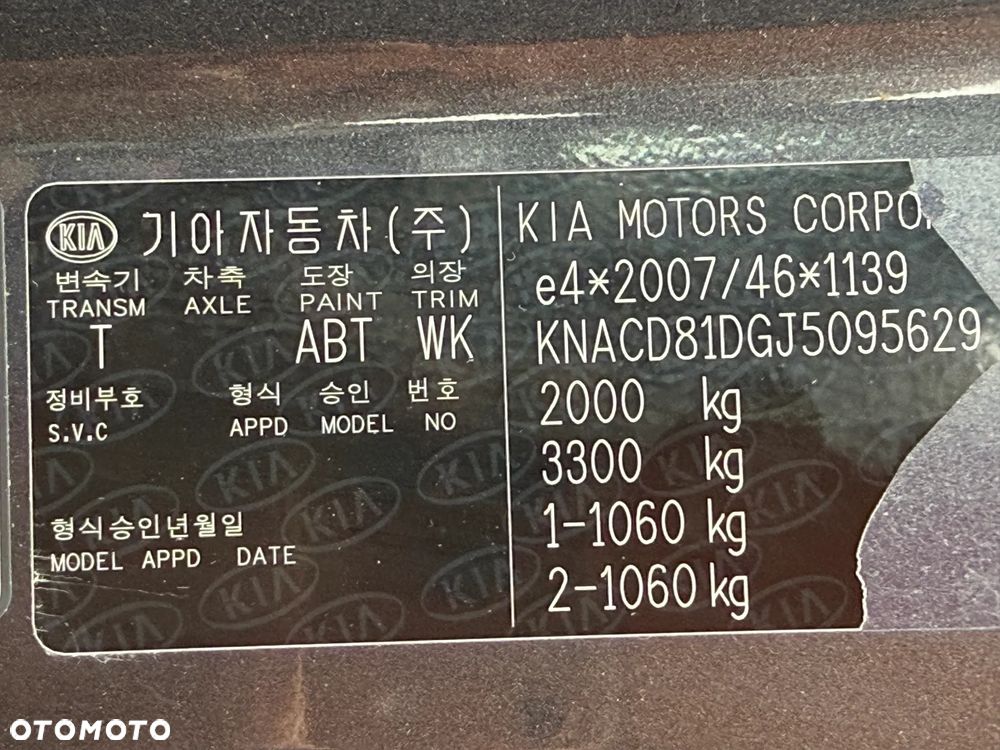 KIA 기아자동차(주)
변속기 차축 도장 의장
TRANSM AXLE PAINT TRIM
T ABT WK
정비부호 형식 승인 번호
S.V.C APPD MODEL NO
형식승인년월일
MODEL APPD DATE
KIA MOTORS CORPO
e4*2007/46*1139
KNACD81DGJ5095629
2000 kg
3300 kg
1-1060 kg
2-1060 kg
OTOMOTO